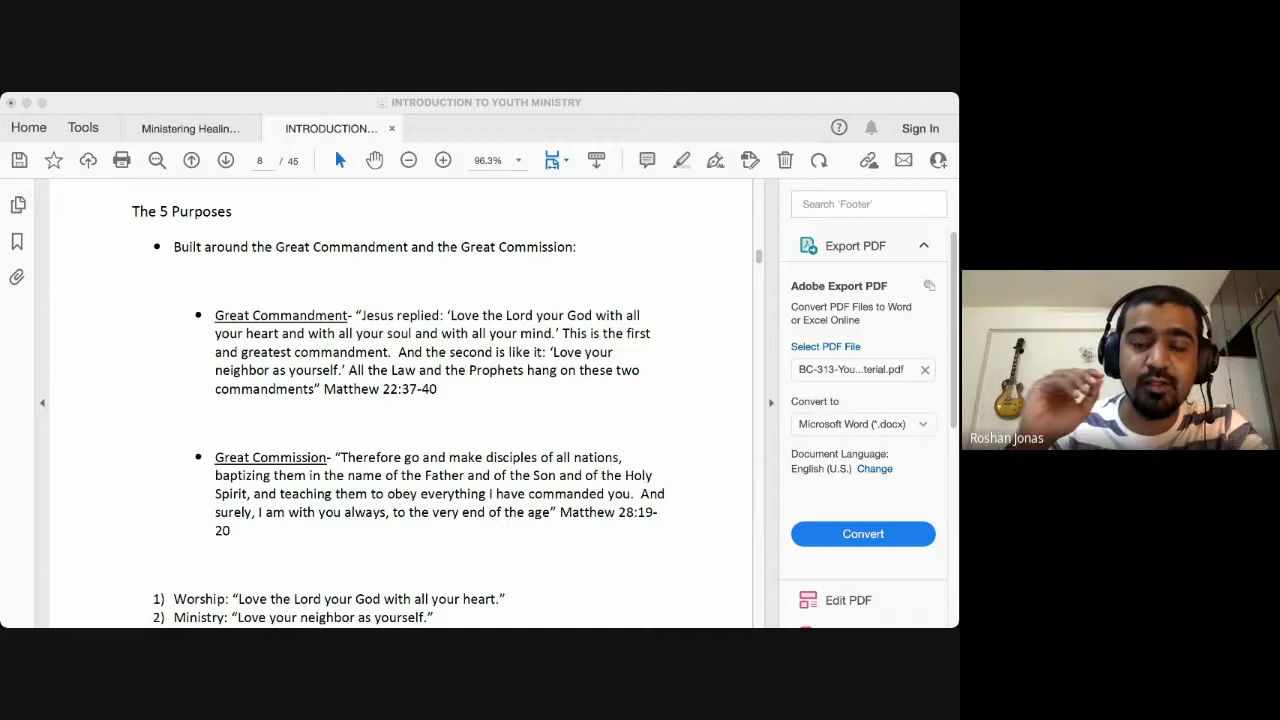 INTRODUCTION TO YOUTH MINISTRY
Home
Tools
Ministering Healin...
INTRODUCTION...
Sign In
8 / 45
96.3%
The 5 Purposes
Built around the Great Commandment and the Great Commission:
Great Commandment- “Jesus replied: ‘Love the Lord your God with all
your heart and with all your soul and with all your mind.’ This is the first
and greatest commandment.  And the second is like it: ‘Love your
neighbor as yourself.’ All the Law and the Prophets hang on these two
commandments” Matthew 22:37-40
Great Commission- “Therefore go and make disciples of all nations,
baptizing them in the name of the Father and of the Son and of the Holy
Spirit, and teaching them to obey everything I have commanded you.  And
surely, I am with you always, to the very end of the age” Matthew 28:19-
20
1) Worship: “Love the Lord your God with all your heart.”
2) Ministry: “Love your neighbor as yourself.”
Search 'Footer'
Export PDF
Adobe Export PDF
Convert PDF Files to Word
or Excel Online
Select PDF File
BC-313-You...terial.pdf
Convert to
Microsoft Word (*.docx)
Document Language:
English (U.S.) Change
Convert
Edit PDF
Roshan Jonas